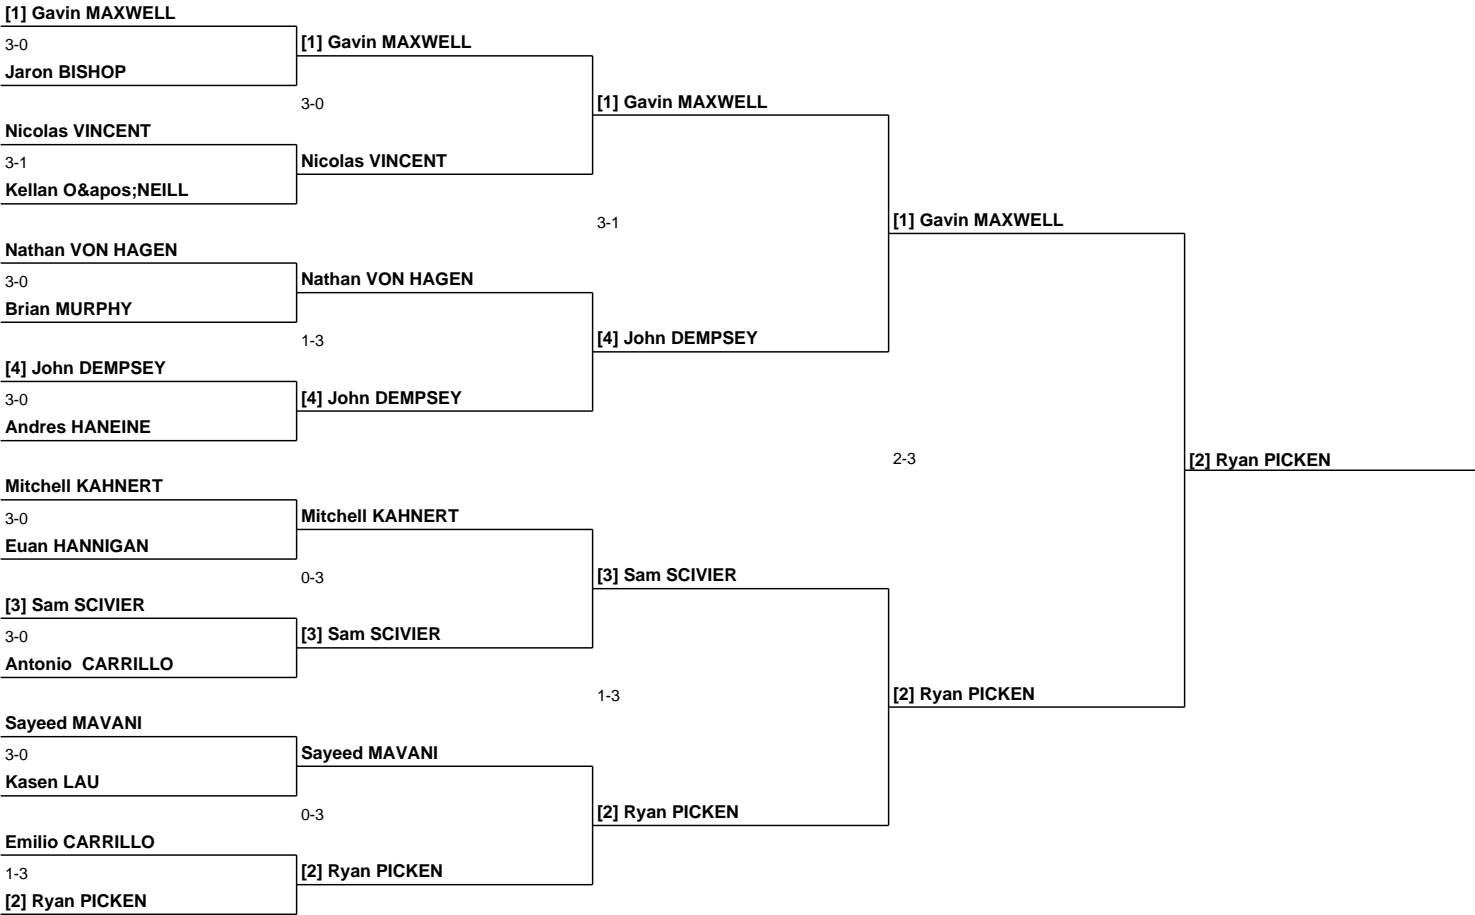 [1] Gavin MAXWELL
3-0
Jaron BISHOP
Nicolas VINCENT
3-1
Kellan O&apos;NEILL
Nathan VON HAGEN
3-0
Brian MURPHY
[4] John DEMPSEY
3-0
Andres HANEINE
Mitchell KAHNERT
3-0
Euan HANNIGAN
[3] Sam SCIVIER
3-0
Antonio  CARRILLO
Sayeed MAVANI
3-0
Kasen LAU
Emilio CARRILLO
1-3
[2] Ryan PICKEN
[1] Gavin MAXWELL
3-0
Nicolas VINCENT
Nathan VON HAGEN
1-3
[4] John DEMPSEY
Mitchell KAHNERT
0-3
[3] Sam SCIVIER
Sayeed MAVANI
0-3
[2] Ryan PICKEN
[1] Gavin MAXWELL
3-1
[4] John DEMPSEY
[3] Sam SCIVIER
1-3
[2] Ryan PICKEN
[1] Gavin MAXWELL
2-3
[2] Ryan PICKEN
[2] Ryan PICKEN